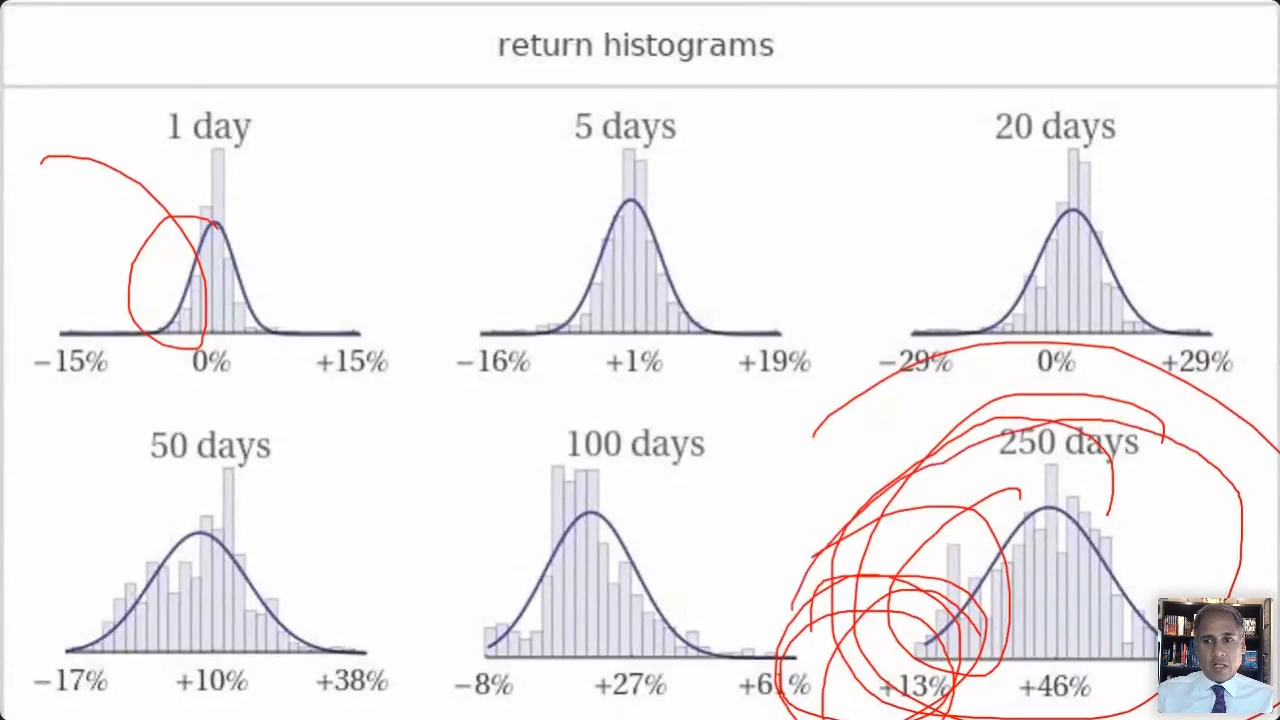 return histograms
1 day 5 days 20 days
−15% 0% +15% −16% +1% +19% −29% 0% +29%
50 days 100 days 250 days
−17% +10% +38% −8% +27% +61% +13% +46%